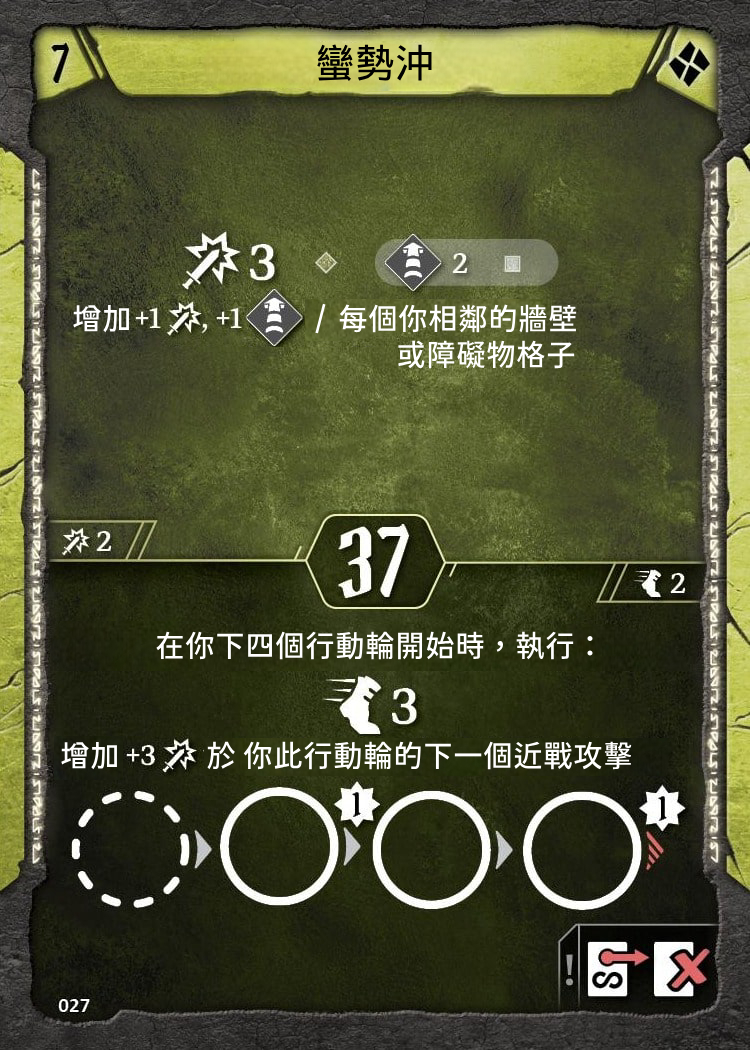 7
蠻勢沖
3
2
增加+1 , +1 / 每個你相鄰的牆壁
或障礙物格子
2
37
2
在你下四個行動輪開始時，執行：
3
增加 +3 於 你此行動輪的下一個近戰攻擊
1
1
!
027